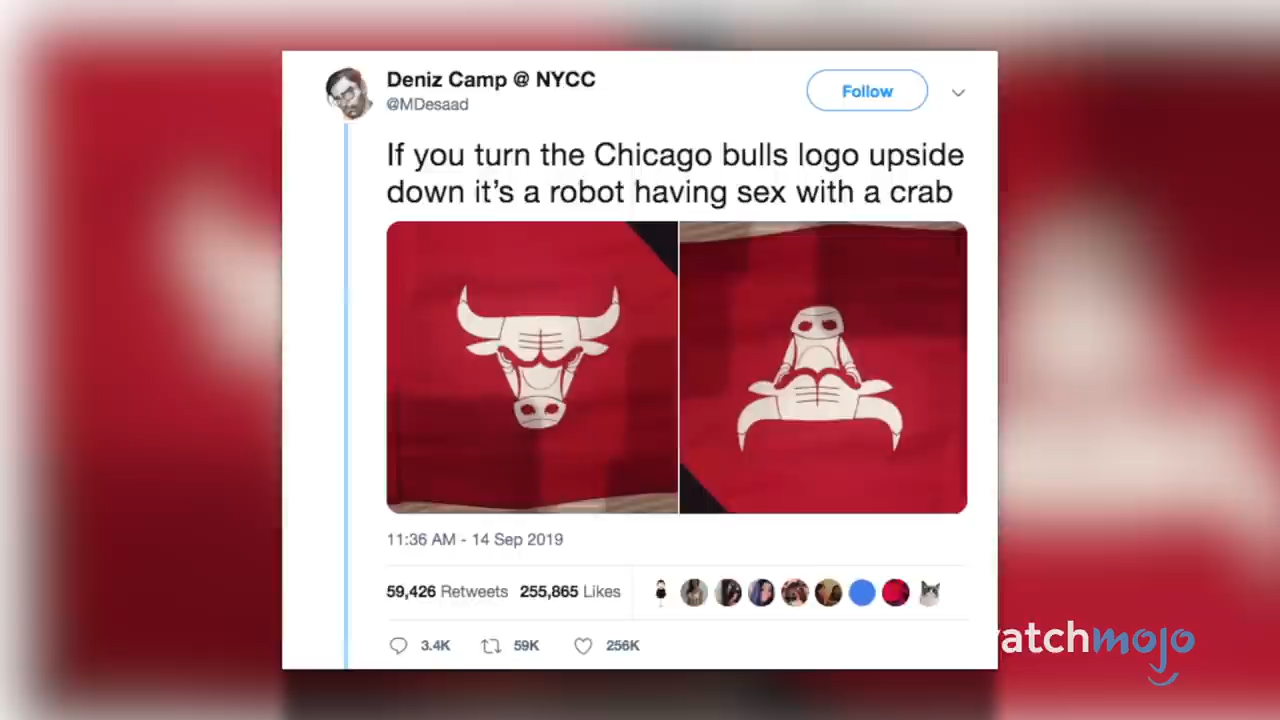 Deniz Camp @ NYCC
@MDesaad
Follow
If you turn the Chicago bulls logo upside
down it's a robot having sex with a crab
11:36 AM - 14 Sep 2019
59,426 Retweets 255,865 Likes
3.4K 59K 256K
watchmojo